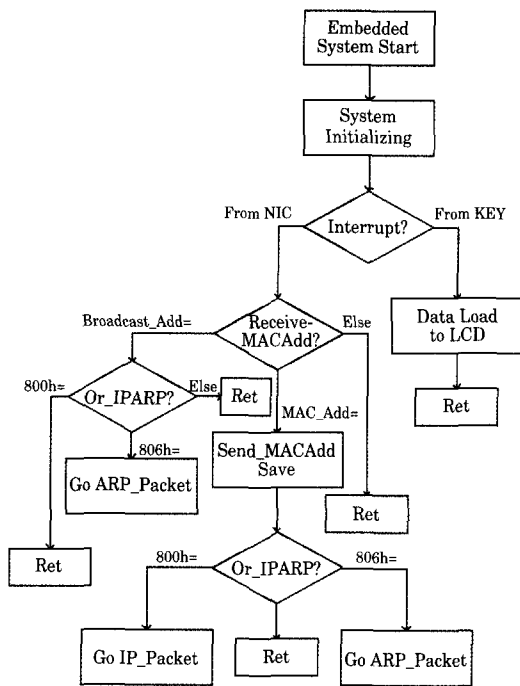 Embedded
System Start
System
Initializing
From NIC
Interrupt?
From KEY
Broadcast_Add=
Receive-
MACAdd?
Else
Data Load
to LCD
800h=
Or_IPARP?
Else
Ret
Ret
MAC_Add=
806h=
Go ARP_Packet
Send_MACAdd
Save
Ret
Ret
800h=
Or_IPARP?
806h=
Go IP_Packet
Ret
Go ARP_Packet